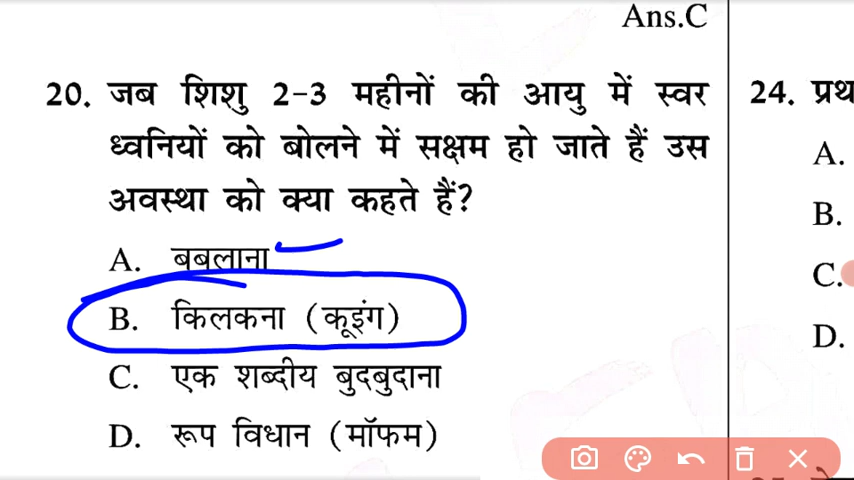 Ans.C
20. जब शिशु 2-3 महीनों की आयु में स्वर
ध्वनियों को बोलने में सक्षम हो जाते हैं उस
अवस्था को क्या कहते हैं?
A. बबलाना
B. किलकना (कूइंग)
C. एक शब्दीय बुदबुदाना
D. रूप विधान (मॉफम)
24. प्रथ
A.
B.
C.
D.